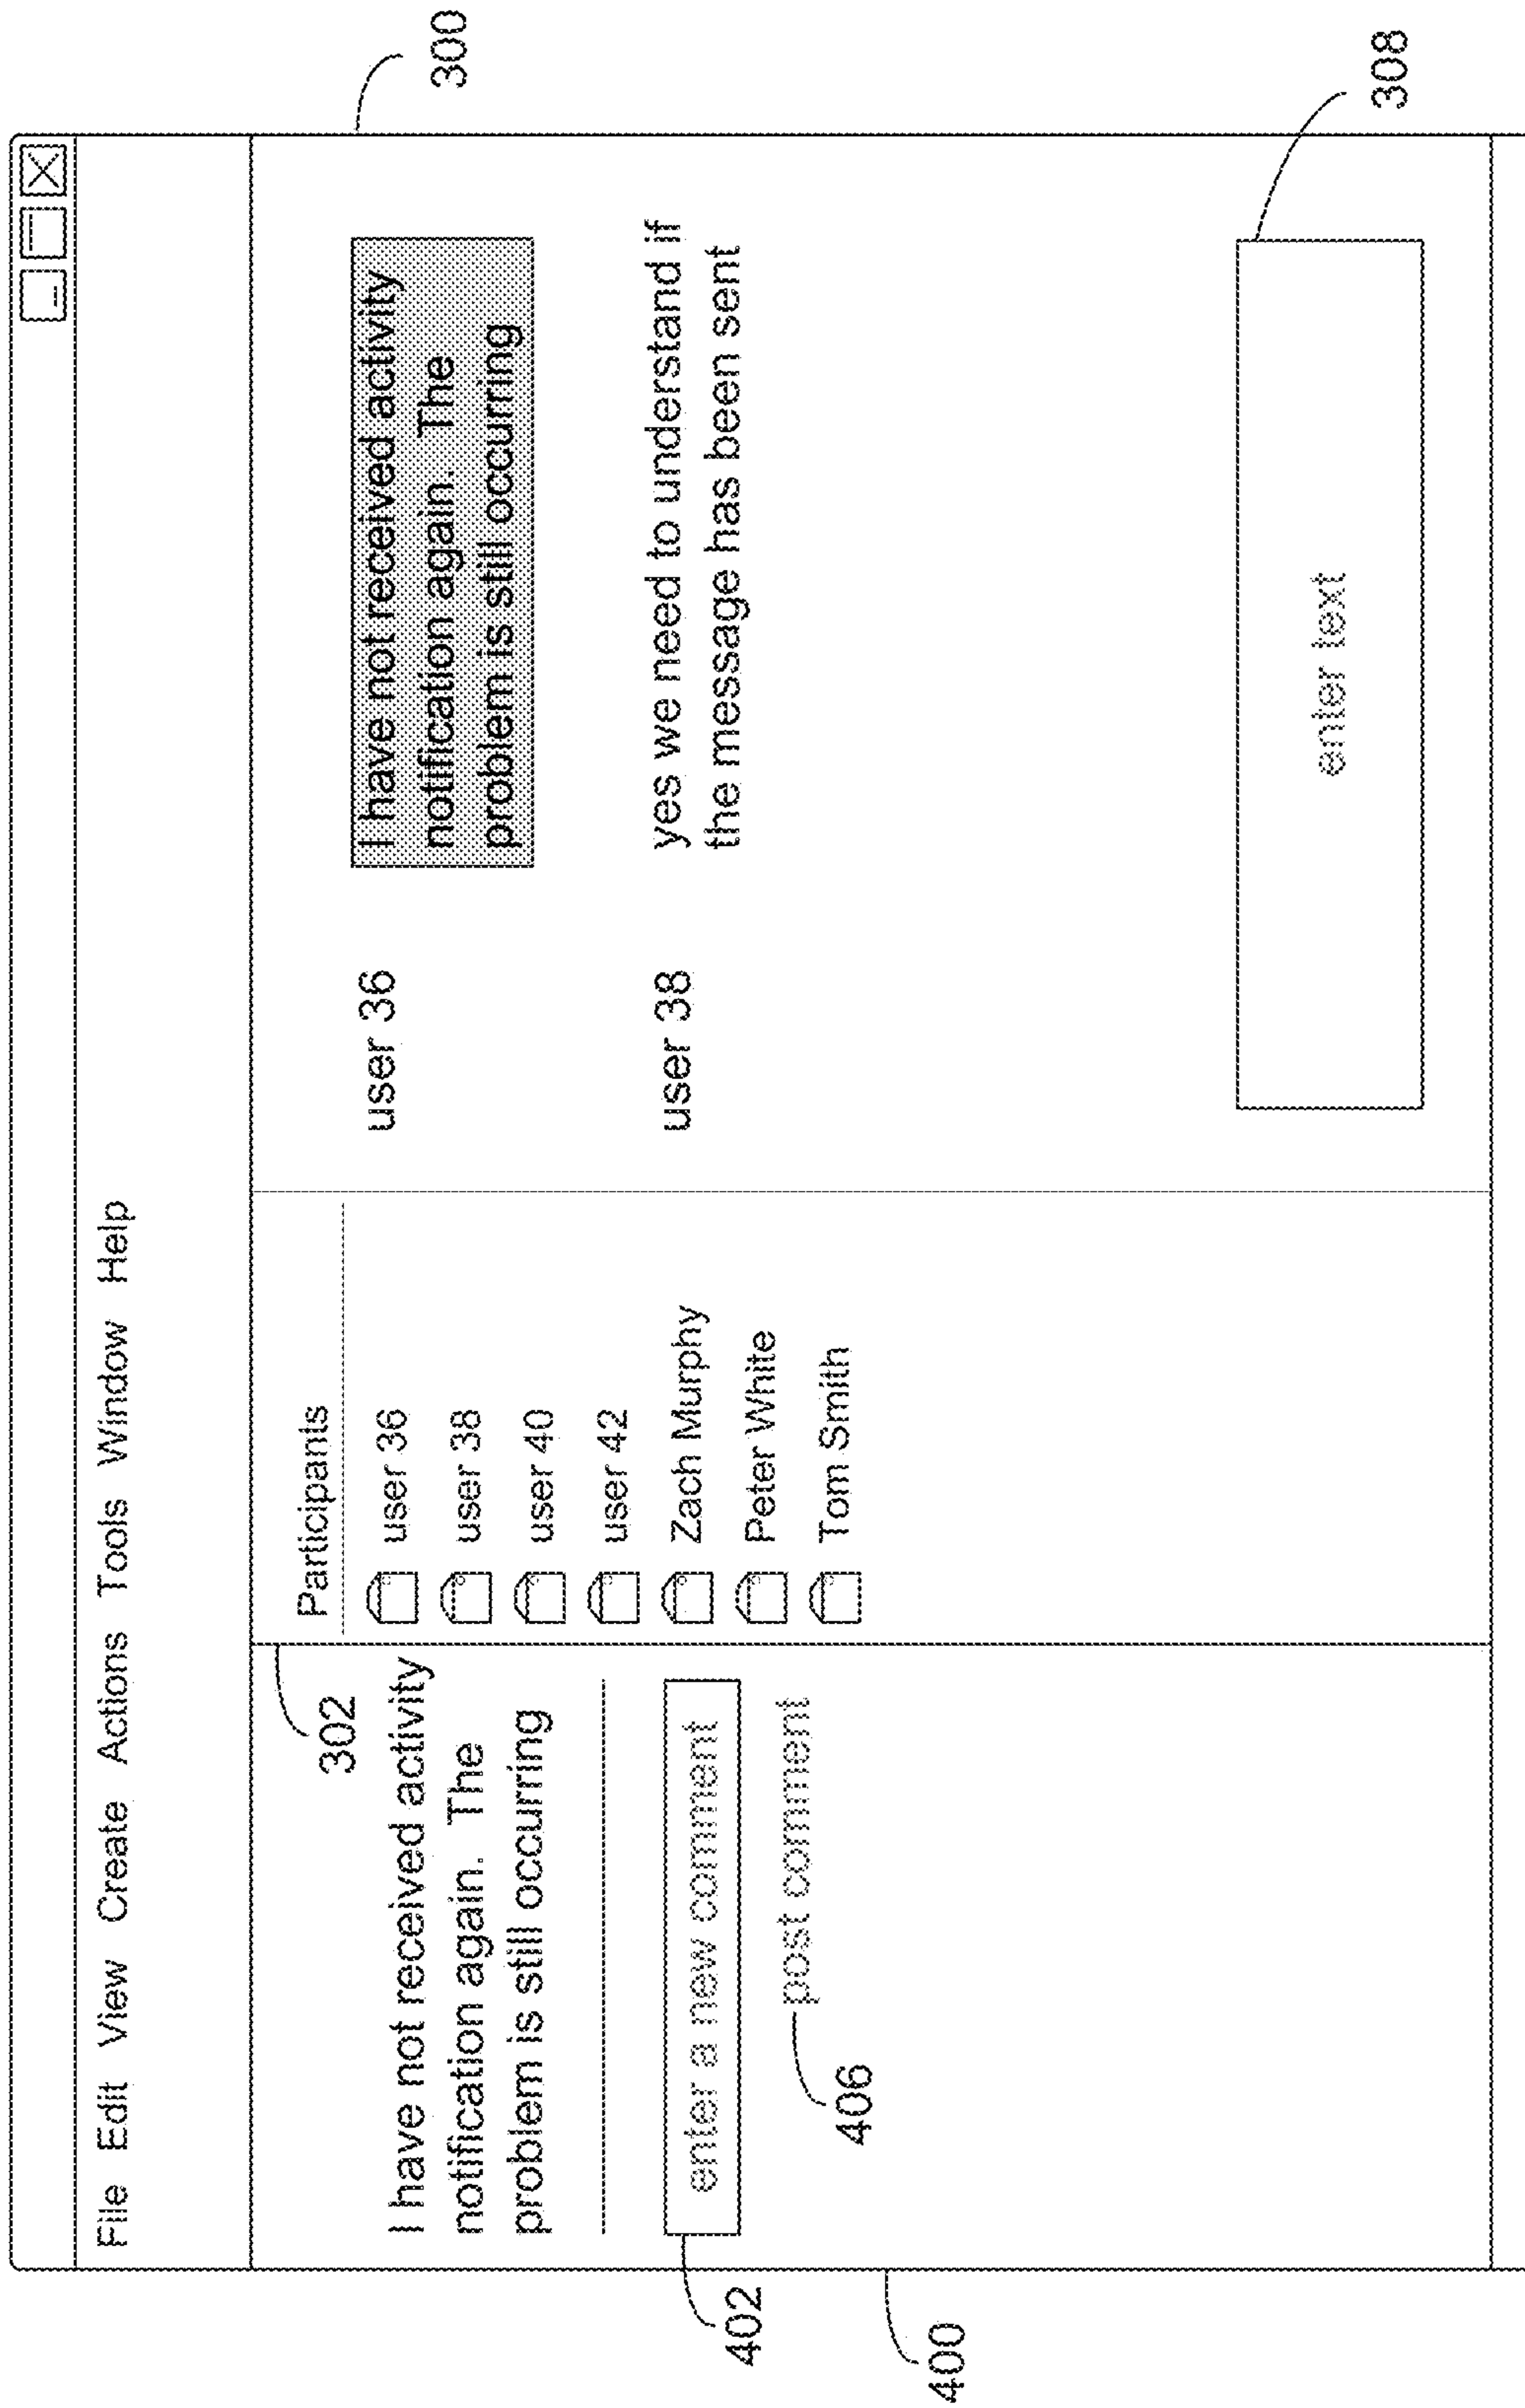 File Edit View Create Actions Tools Window Help
302
I have not received activity
notification again. The
problem is still occurring
enter a new comment
post comment
402
406
400
Participants
user 36
user 38
user 40
user 42
Zach Murphy
Peter White
Tom Smith
300
user 36
I have not received activity
notification again. The
problem is still occurring
user 38
yes we need to understand if
the message has been sent
enter text
308